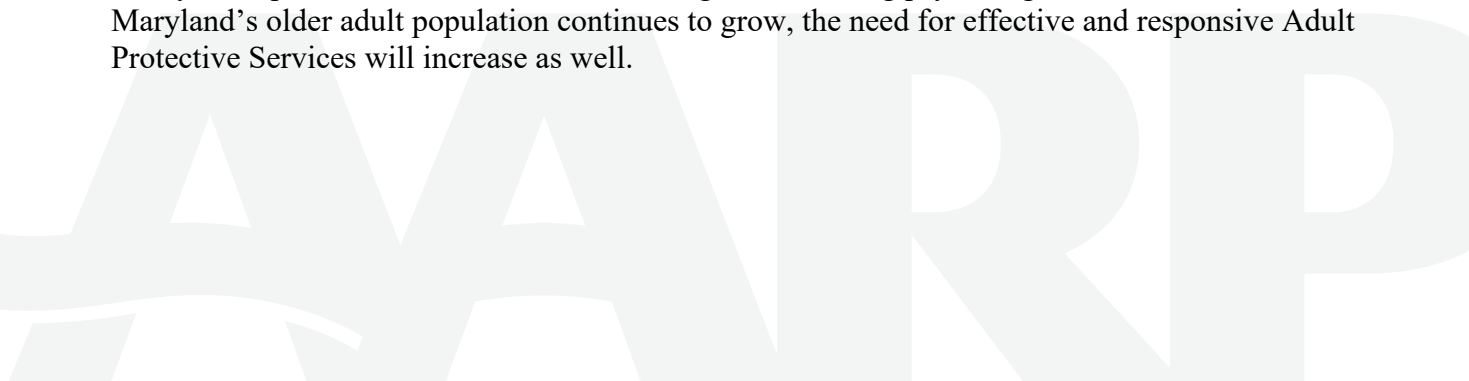 Maryland’s older adult population continues to grow, the need for effective and responsive Adult
Protective Services will increase as well.
AARP